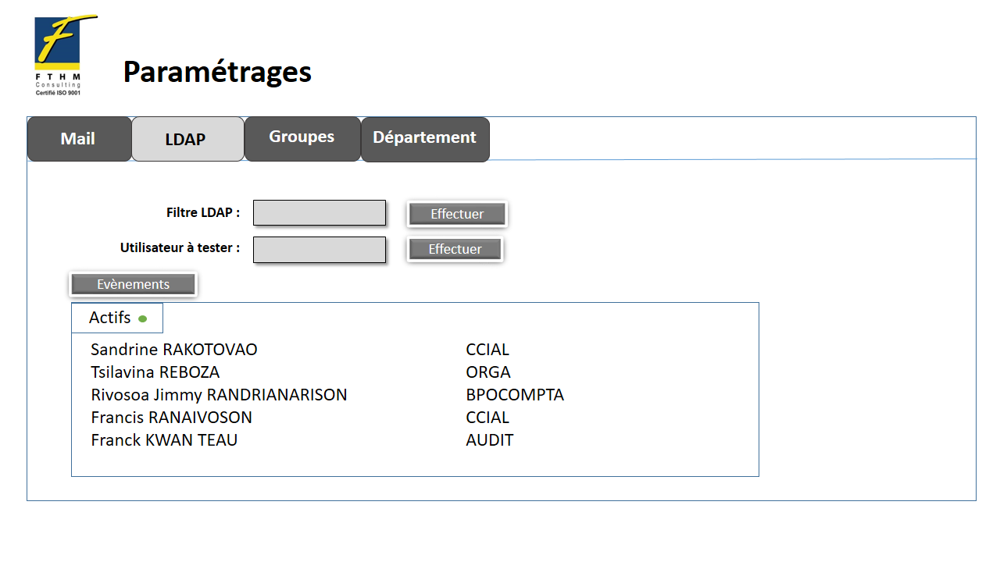 F T H M
Consulting
Certifié ISO 9001
Paramétrages
Mail LDAP Groupes Département
Filtre LDAP : Effectuer
Utilisateur à tester : Effectuer
Evènements
Actifs
Sandrine RAKOTOVAO CCIAL
Tsilavina REBOZA ORGA
Rivosoa Jimmy RANDRIANARISON BPOCOMPTA
Francis RANAIVOSON CCIAL
Franck KWAN TEAU AUDIT